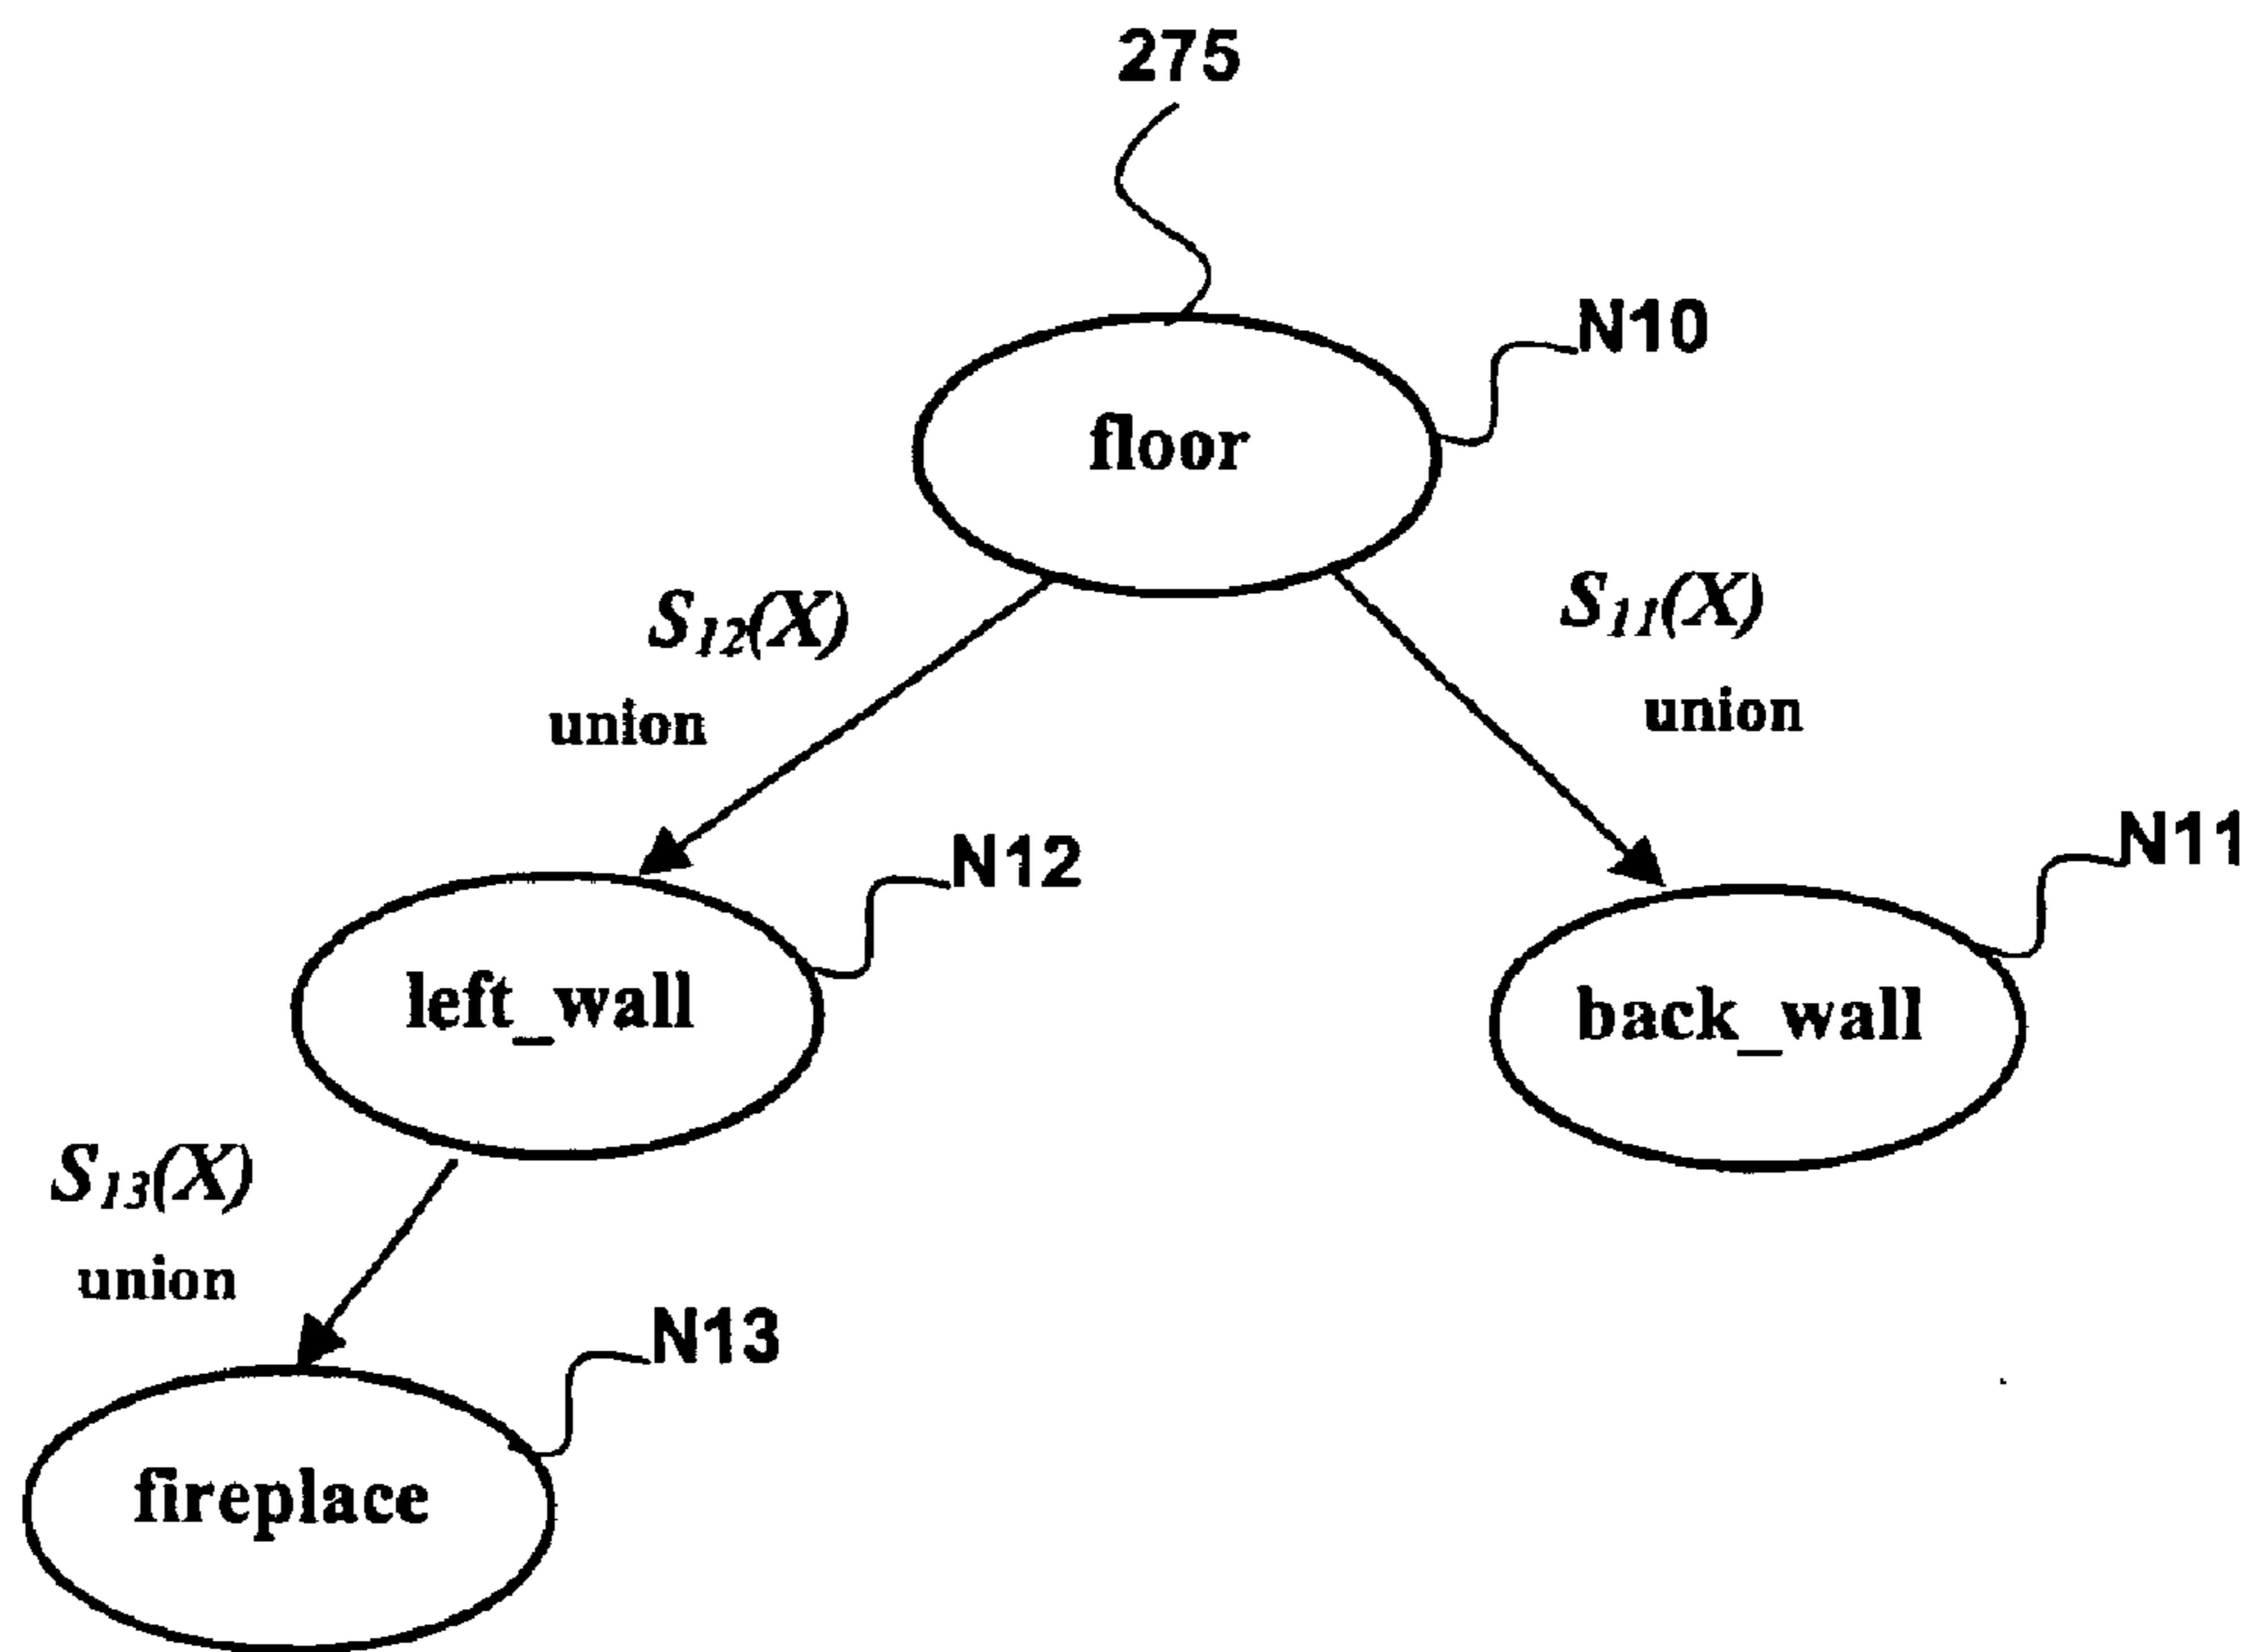 275
N10
floor
S12(X)
union
S11(X)
union
N12
N11
left_wall
back_wall
S13(X)
union
N13
fireplace